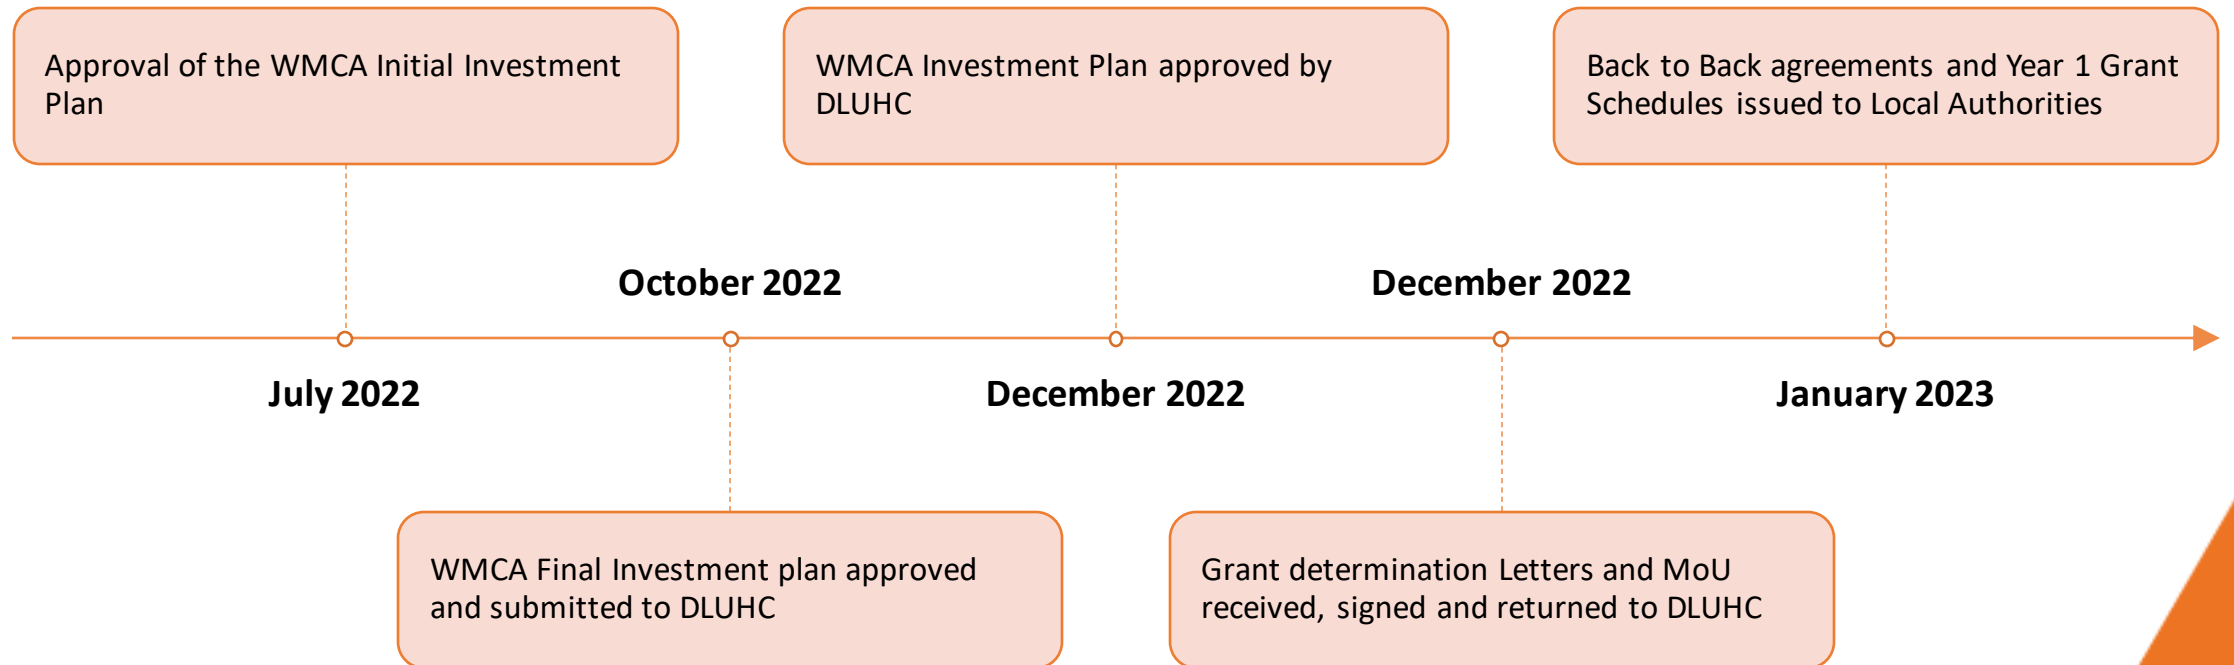 Approval of the WMCA Initial Investment
Plan
WMCA Investment Plan approved by
DLUHC
Back to Back agreements and Year 1 Grant
Schedules issued to Local Authorities
October 2022
December 2022
July 2022
December 2022
January 2023
WMCA Final Investment plan approved
and submitted to DLUHC
Grant determination Letters and MoU
received, signed and returned to DLUHC